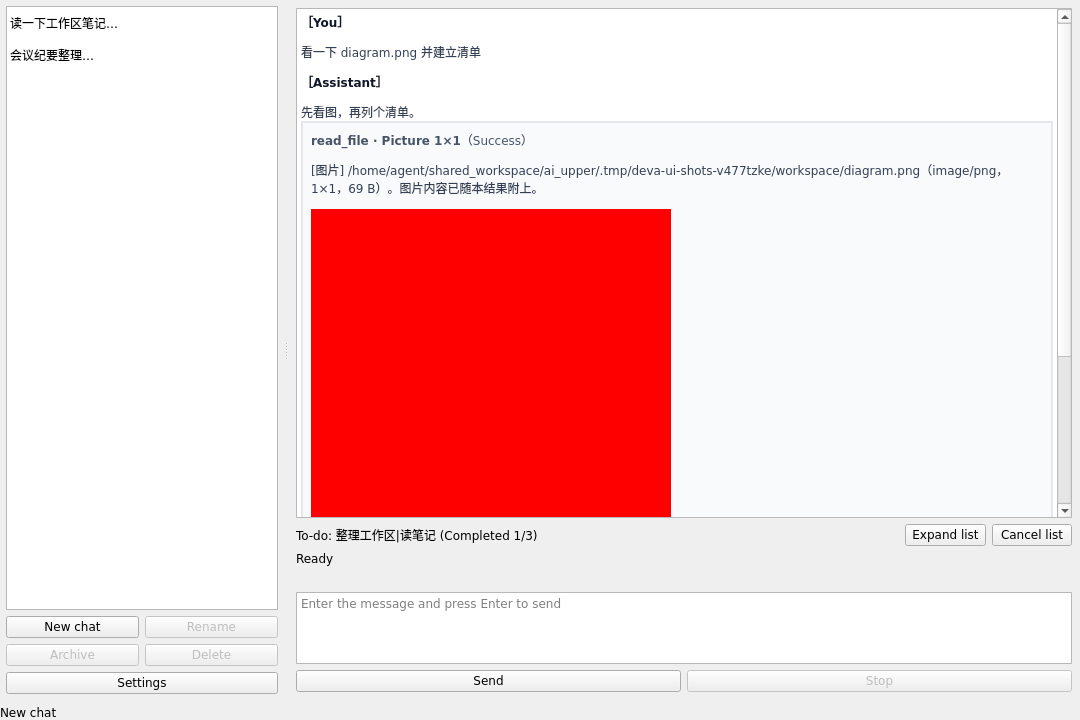 读一下工作区笔记…
会议纪要整理…
New chat
Rename
Archive
Delete
Settings
New chat
［You］
看一下 diagram.png 并建立清单
［Assistant］
先看图，再列个清单。
read_file · Picture 1×1（Success）
[图片] /home/agent/shared_workspace/ai_upper/.tmp/deva-ui-shots-v477tzke/workspace/diagram.png（image/png，
1×1，69 B）。图片内容已随本结果附上。
To-do: 整理工作区|读笔记 (Completed 1/3)
Expand list
Cancel list
Ready
Enter the message and press Enter to send
Send
Stop